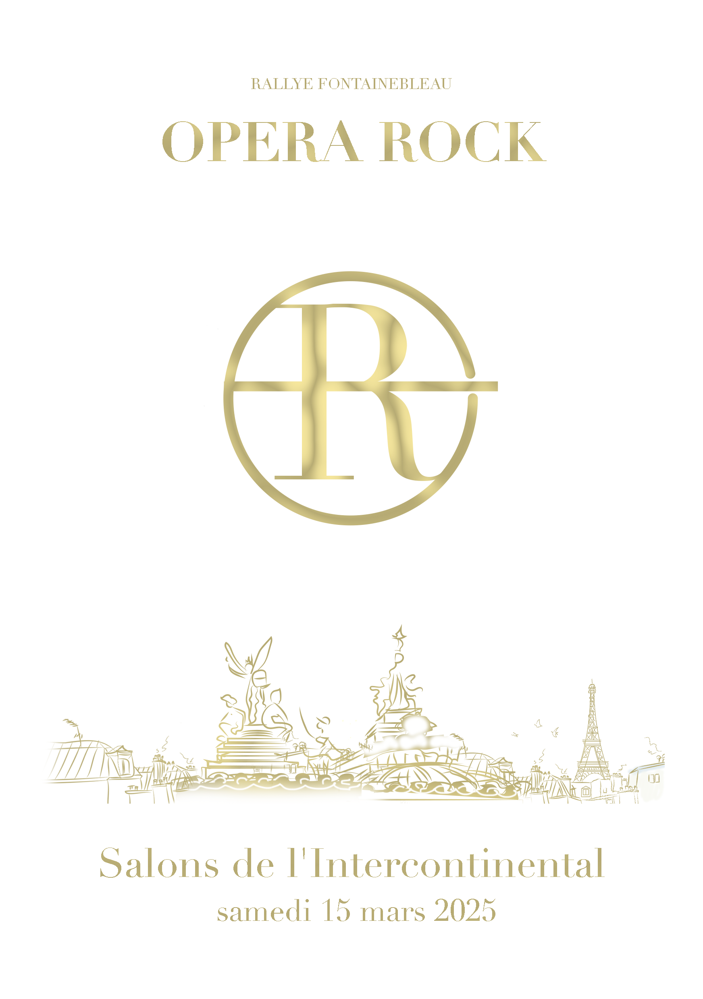 RALLYE FONTAINEBLEAU
OPERA ROCK
R
Salons de l'Intercontinental
samedi 15 mars 2025